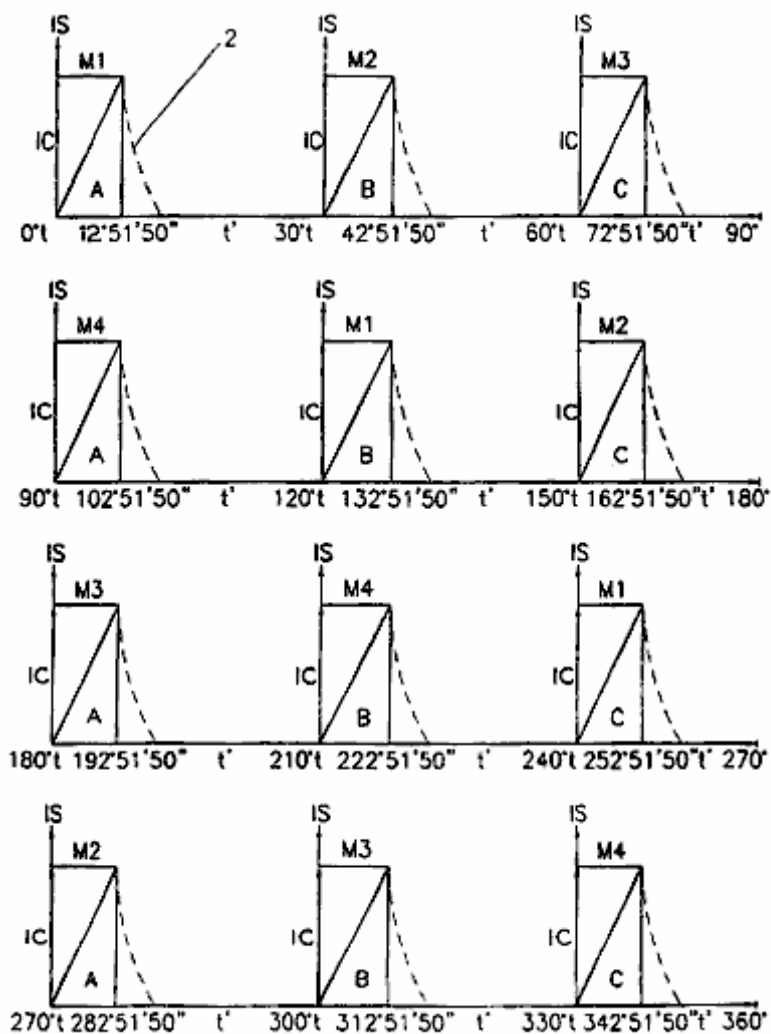 IS IS IS
M1 2 M2 M3
IC IC IC
A B C
0°t 12°51'50" t' 30°t 42°51'50" t' 60°t 72°51'50"t' 90°
IS IS IS
M4 M1 M2
IC IC IC
A B C
90°t 102°51'50" t' 120°t 132°51'50" t' 150°t 162°51'50"t' 180°
IS IS IS
M3 M4 M1
IC IC IC
A B C
180°t 192°51'50" t' 210°t 222°51'50" t' 240°t 252°51'50"t' 270°
IS IS IS
M2 M3 M4
IC IC IC
A B C
270°t 282°51'50" t' 300°t 312°51'50" t' 330°t 342°51'50"t' 360°